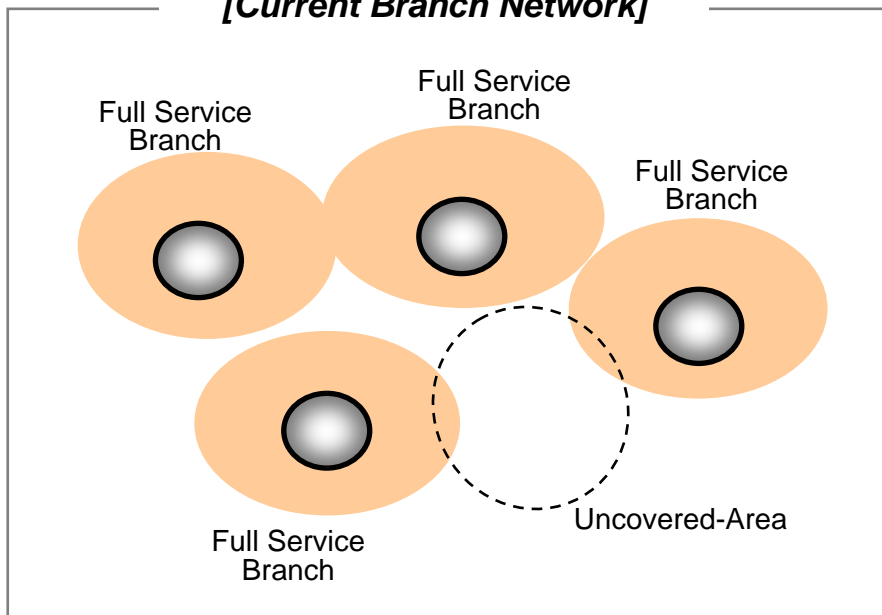 [Current Branch Network]
Full Service
Branch
Full Service
Branch
Full Service
Branch
Uncovered-Area
Full Service
Branch